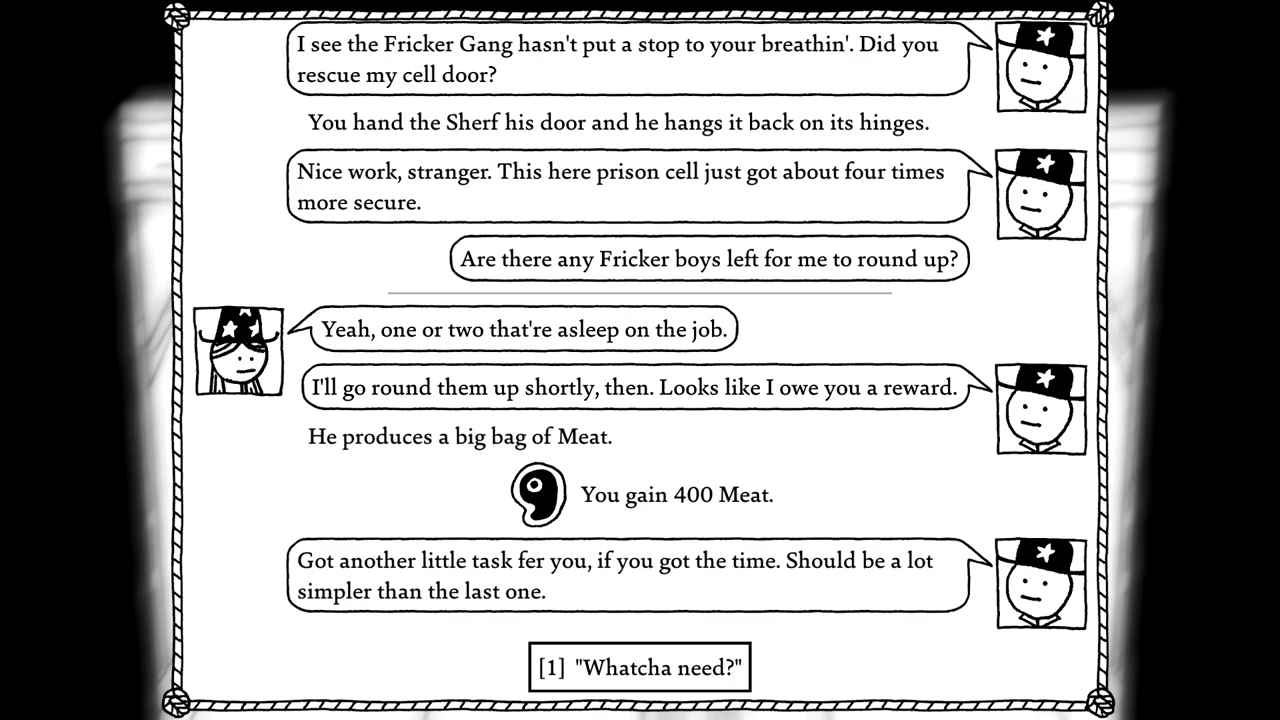 I see the Fricker Gang hasn't put a stop to your breathin'. Did you
rescue my cell door?
You hand the Sherf his door and he hangs it back on its hinges.
Nice work, stranger. This here prison cell just got about four times
more secure.
Are there any Fricker boys left for me to round up?
Yeah, one or two that're asleep on the job.
I'll go round them up shortly, then. Looks like I owe you a reward.
He produces a big bag of Meat.
You gain 400 Meat.
Got another little task fer you, if you got the time. Should be a lot
simpler than the last one.
[1] "Whatcha need?"